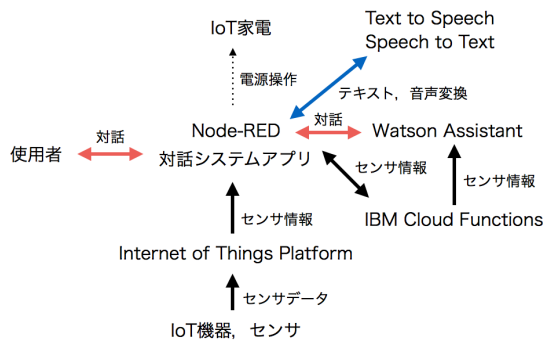 IoT家電
Text to Speech
Speech to Text
電源操作
テキスト，音声変換
使用者
対話
Node-RED
対話システムアプリ
対話
Watson Assistant
センサ情報
センサ情報
センサ情報
IBM Cloud Functions
Internet of Things Platform
センサデータ
IoT機器，センサ